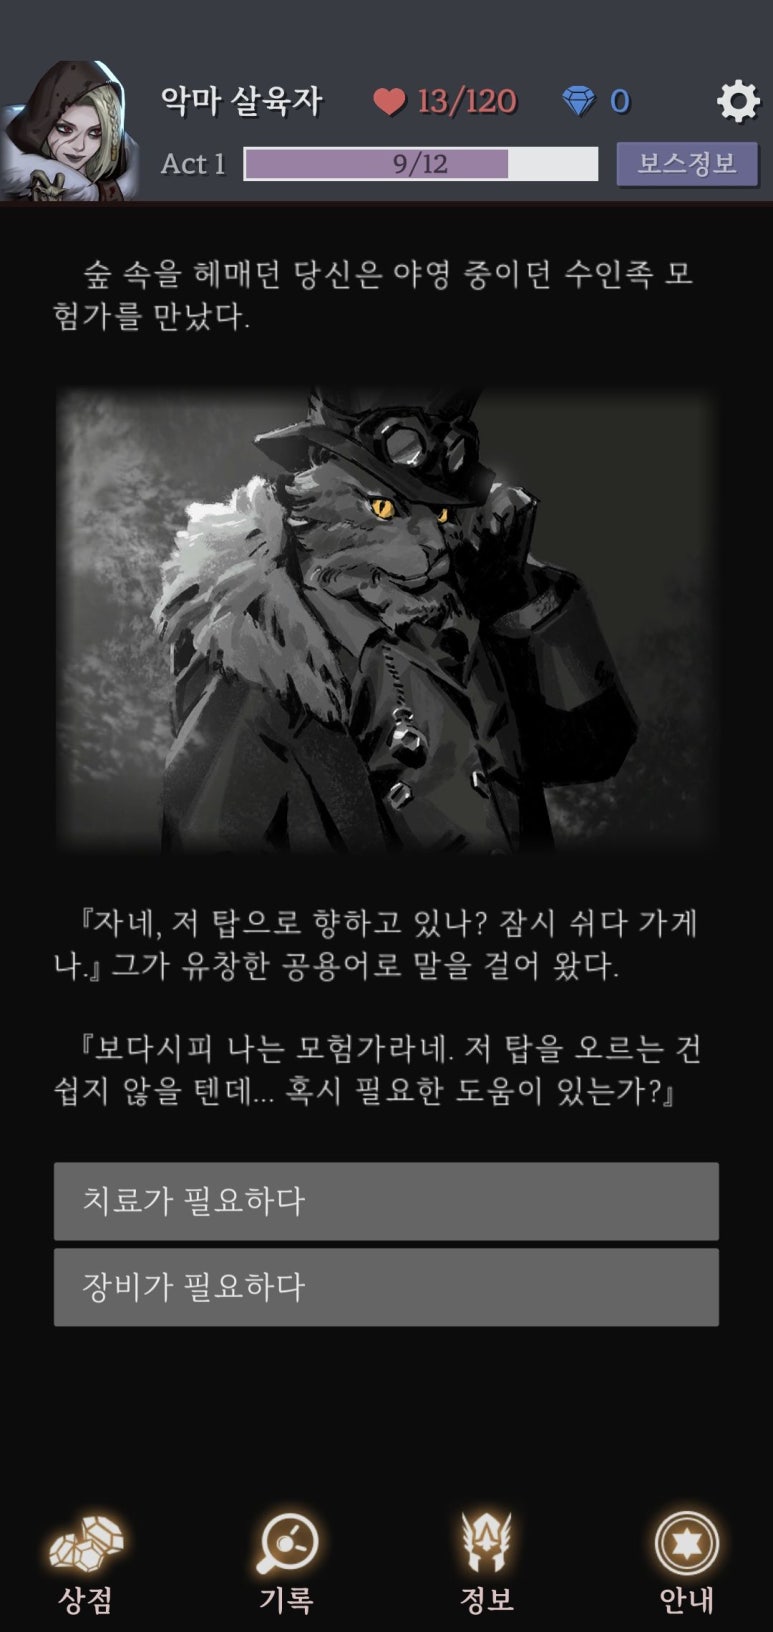 악마 살육자 13/120 0
Act 1 9/12 보스정보
숲 속을 헤매던 당신은 야영 중이던 수인족 모
험가를 만났다.
『자네, 저 탑으로 향하고 있나? 잠시 쉬다 가게
나.』 그가 유창한 공용어로 말을 걸어 왔다.
『보다시피 나는 모험가라네. 저 탑을 오르는 건
쉽지 않을 텐데... 혹시 필요한 도움이 있는가?』
치료가 필요하다
장비가 필요하다
상점 기록 정보 안내